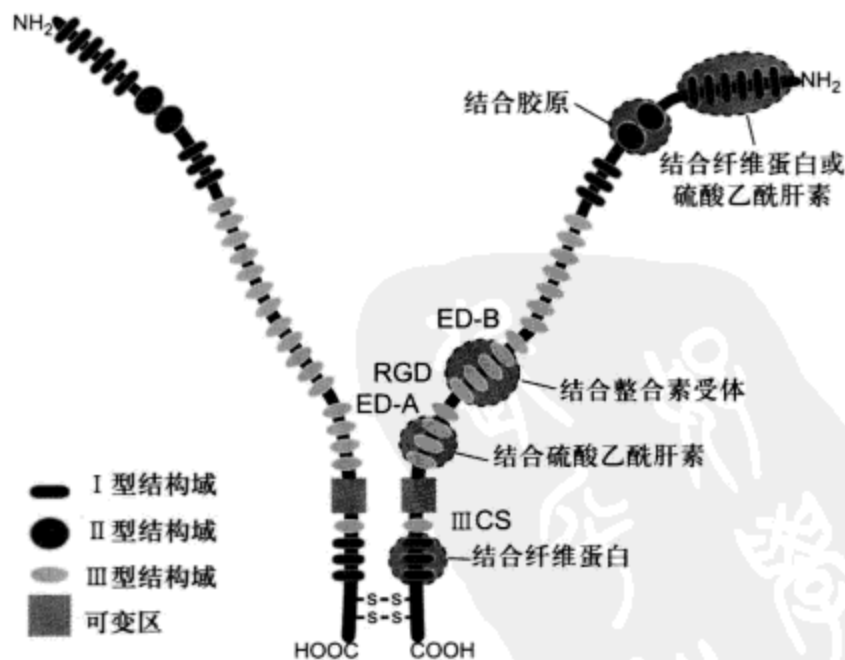 NH₂
NH₂
结合胶原
结合纤维蛋白或
硫酸乙酰肝素
ED-B
RGD
ED-A
结合整合素受体
结合硫酸乙酰肝素
ⅢCS
结合纤维蛋白
Ⅰ型结构域
Ⅱ型结构域
Ⅲ型结构域
可变区
-S-S-
-S-S-
HOOC
COOH